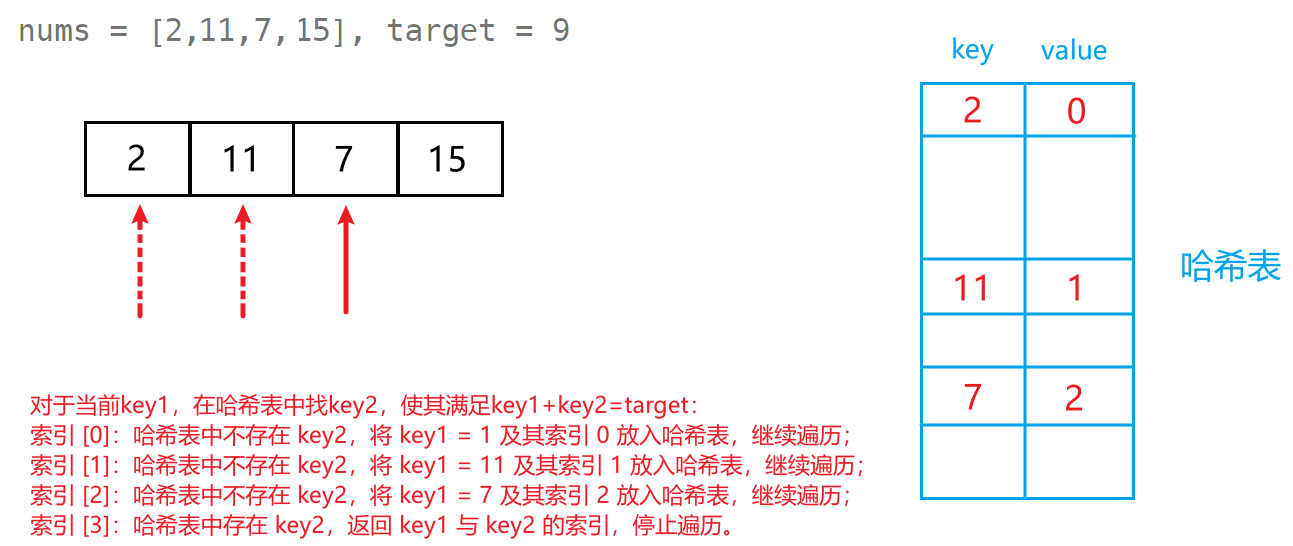 nums = [2,11,7,15], target = 9
key value
2 0
2 11 7 15
哈希表
11 1
7 2
对于当前key1，在哈希表中找key2，使其满足key1+key2=target：
索引 [0]：哈希表中不存在 key2，将 key1 = 1 及其索引 0 放入哈希表，继续遍历；
索引 [1]：哈希表中不存在 key2，将 key1 = 11 及其索引 1 放入哈希表，继续遍历；
索引 [2]：哈希表中不存在 key2，将 key1 = 7 及其索引 2 放入哈希表，继续遍历；
索引 [3]：哈希表中存在 key2，返回 key1 与 key2 的索引，停止遍历。